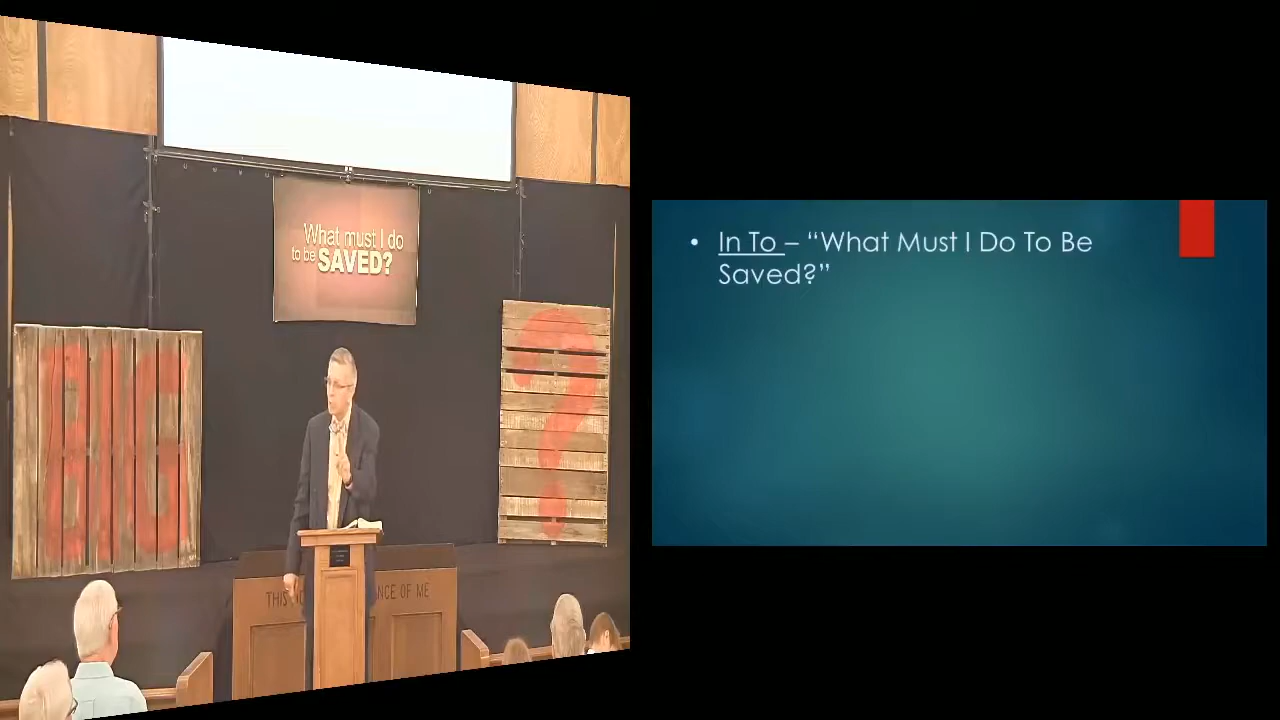 What must I do
to be SAVED?
BIG
?
THIS
NCE OF ME
• In To – “What Must I Do To Be
Saved?”